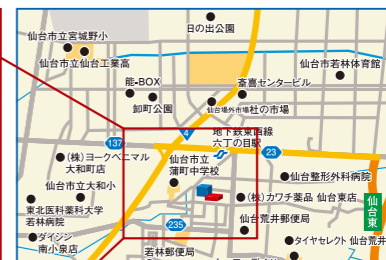 日の出公園
仙台市立宮城野小
仙台市立仙台工業高
仙台市若林体育館
能-BOX
斎喜センタービル
卸町公園
仙台場外市場杜の市場
4
地下鉄東西線
六丁の目駅
137
23
(株)ヨークベニマル
大和町店
仙台市立
蒲町中学校
仙台整形外科病院
仙台市立大和小
(株)カワチ薬品 仙台東店
仙台東
東北医科薬科大学
若林病院
235
仙台荒井郵便局
ダイシン
南小泉店
若林郵便局
ダイヤセレクト 仙台荒井